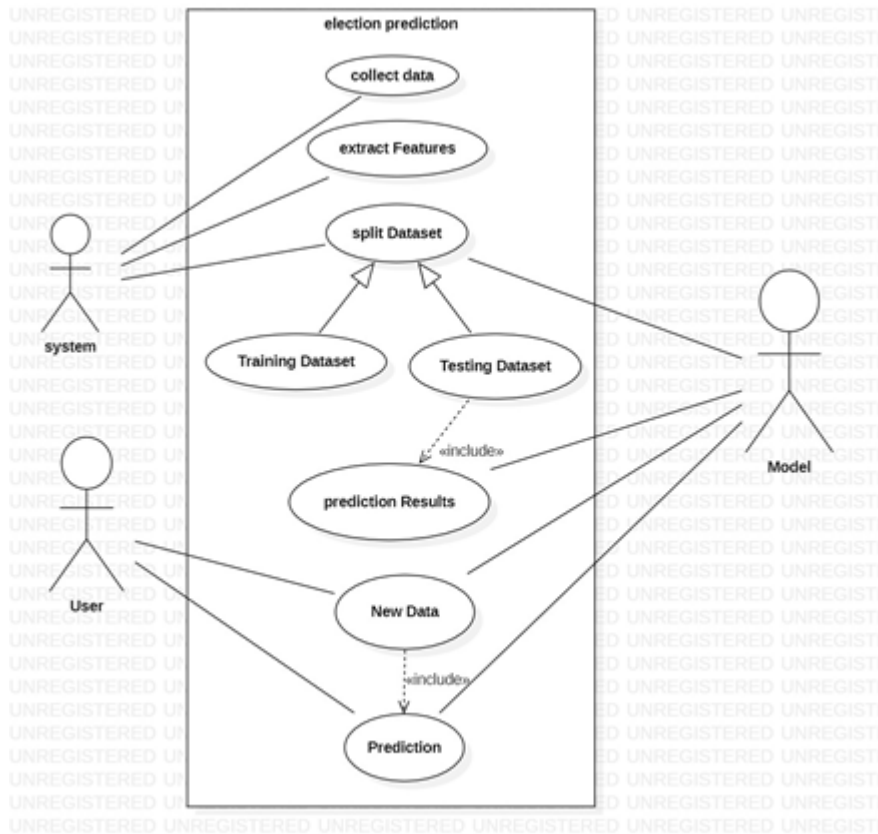 election prediction
collect data
extract Features
split Dataset
system
Training Dataset
Testing Dataset
Model
«include»
prediction Results
User
New Data
«include»
Prediction
UNREGISTERED